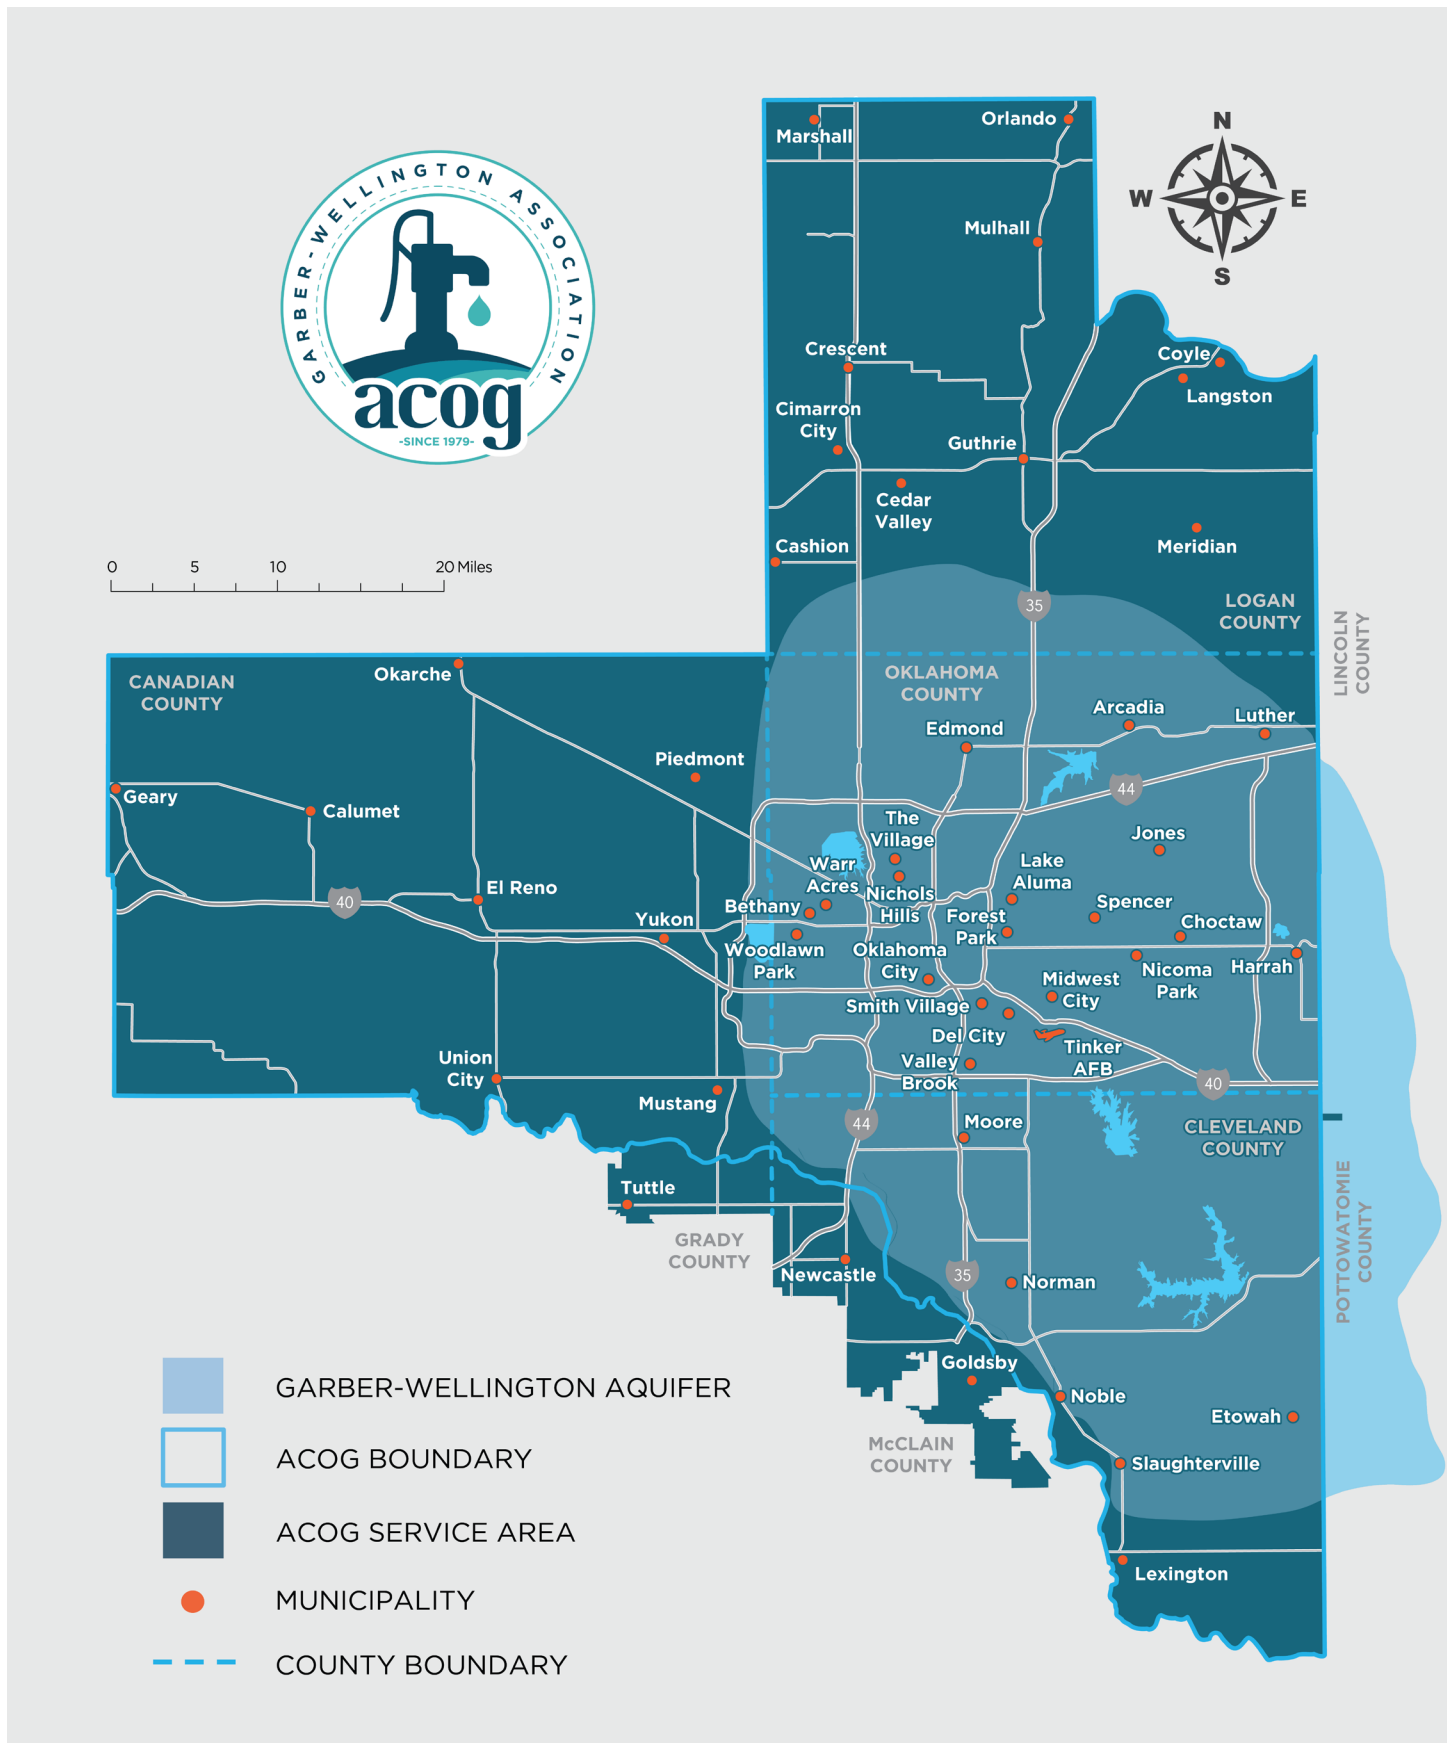 GARBER-WELLINGTON ASSOCIATION
acog
-SINCE 1979-
N
W
E
S
0
5
10
20 Miles
Marshall
Orlando
Mulhall
Crescent
Coyle
Langston
Cimarron
City
Guthrie
Cedar
Valley
Cashion
Meridian
35
LOGAN
COUNTY
LINCOLN
COUNTY
CANADIAN
COUNTY
Okarche
OKLAHOMA
COUNTY
Arcadia
Luther
Edmond
Piedmont
Geary
Calumet
44
The
Village
Jones
Warr
Acres
Lake
Aluma
El Reno
40
Nichols
Hills
Bethany
Yukon
Forest
Park
Spencer
Choctaw
Woodlawn
Park
Oklahoma
City
Harrah
Nicoma
Park
Midwest
City
Smith Village
Del City
Tinker
AFB
Valley
Brook
Union
City
40
Mustang
44
Moore
CLEVELAND
COUNTY
POTTOWATOMIE
COUNTY
Tuttle
GRADY
COUNTY
Newcastle
35
Norman
Goldsby
Noble
Etowah
McCLAIN
COUNTY
Slaughterville
Lexington
GARBER-WELLINGTON AQUIFER
ACOG BOUNDARY
ACOG SERVICE AREA
MUNICIPALITY
COUNTY BOUNDARY